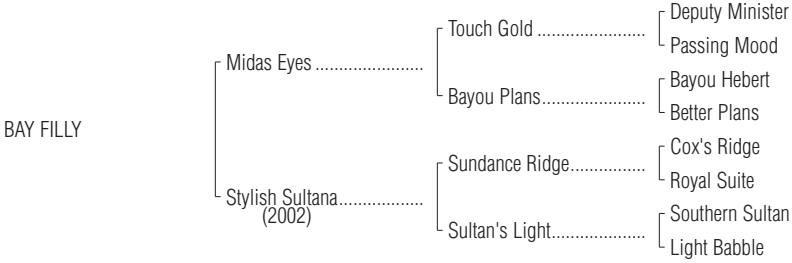 Deputy Minister
Touch Gold .......................
Passing Mood
Midas Eyes .......................
Bayou Hebert
Bayou Plans......................
Better Plans
BAY FILLY
Cox's Ridge
Sundance Ridge................
Royal Suite
Stylish Sultana..................
(2002)
Southern Sultan
Sultan's Light....................
Light Babble